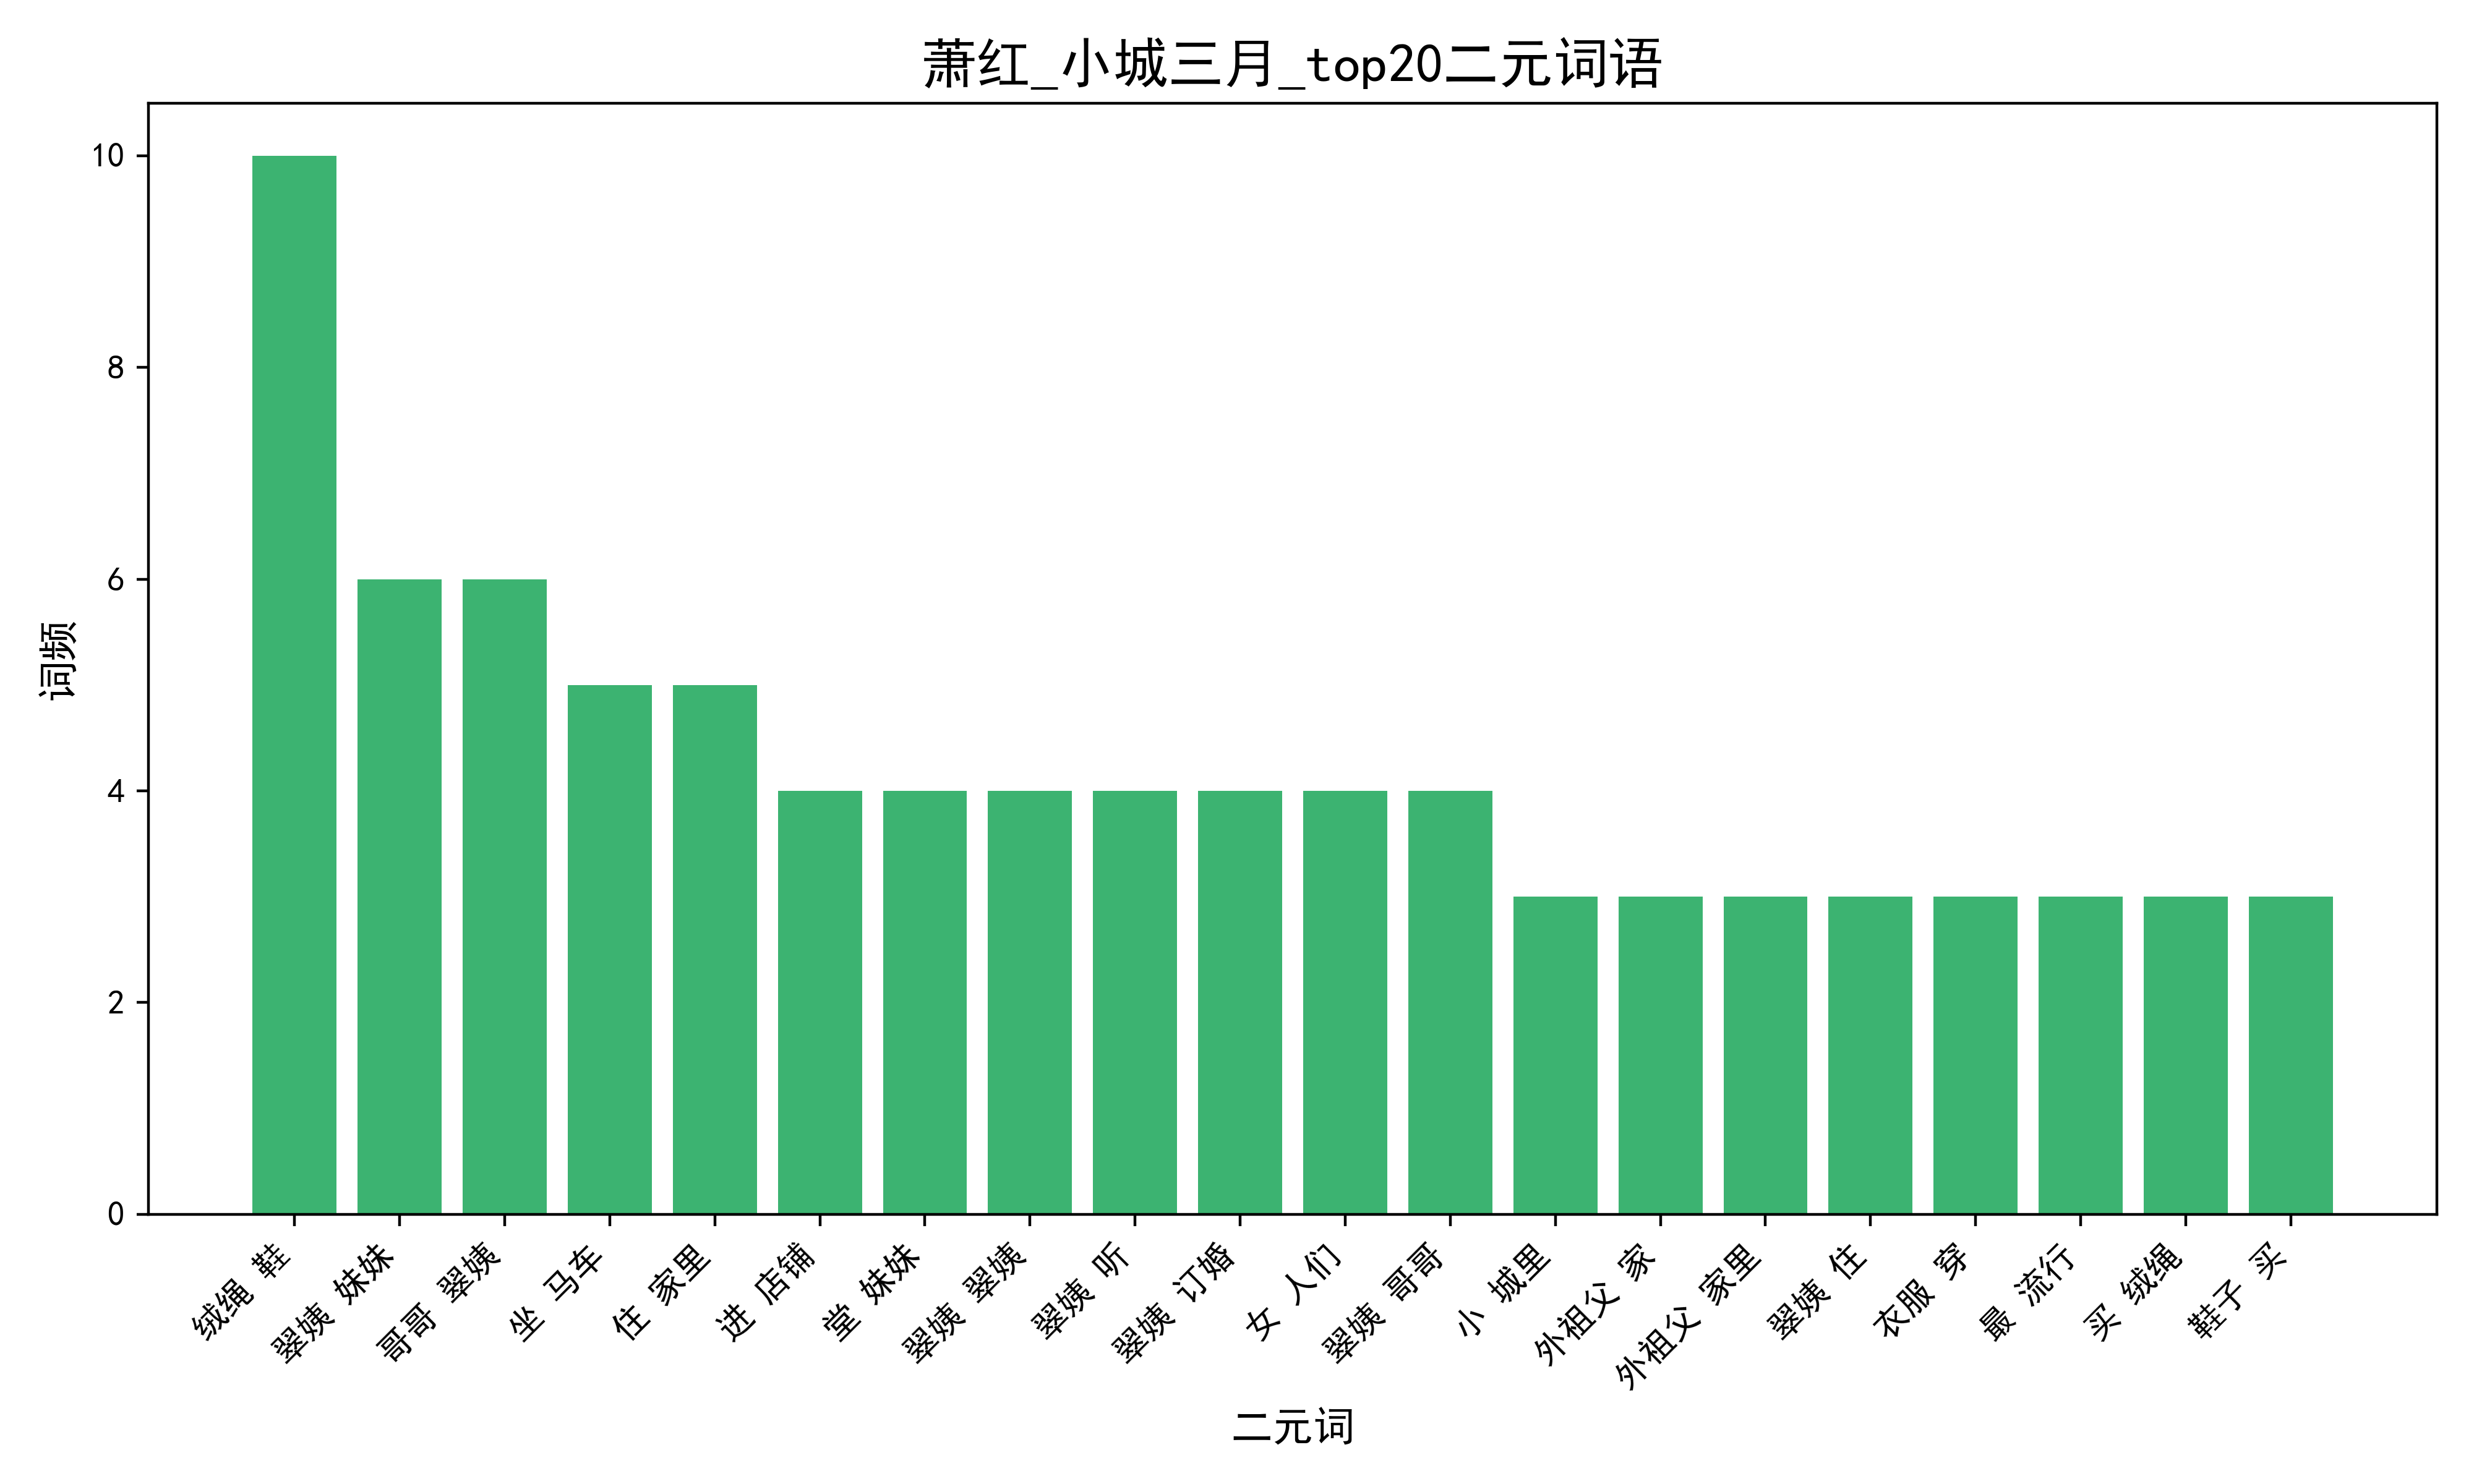 萧红_小城三月_top20二元词语
词频
10
8
6
4
2
0
绒绳 鞋
翠姨 妹妹
哥哥 翠姨
坐 马车
住 家里
进 店铺
堂 妹妹
翠姨 翠姨
翠姨 听
翠姨 订婚
女 人们
翠姨 哥哥
小 城里
外祖父 家
外祖父 家里
翠姨 住
衣服 穿
最 流行
买 绒绳
鞋子 买
二元词